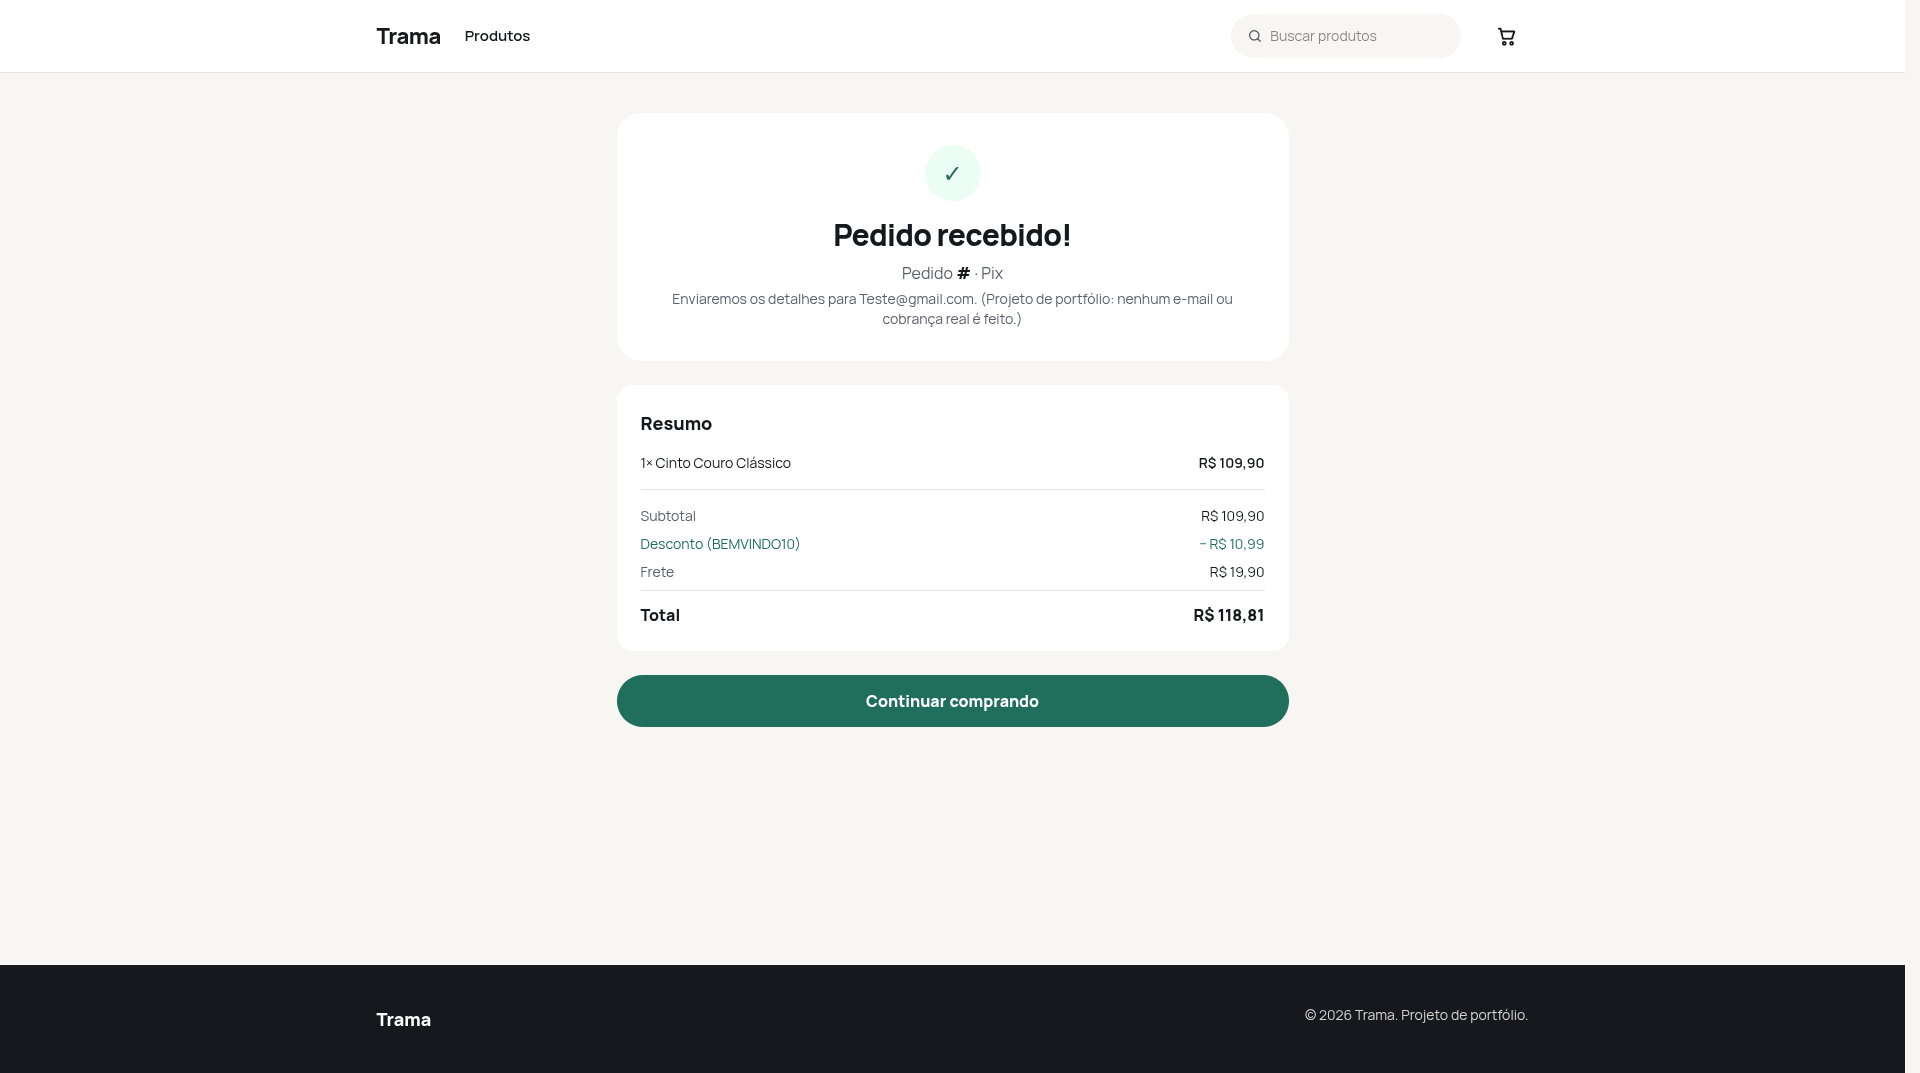 Trama
Produtos
Buscar produtos
✓
Pedido recebido!
Pedido # · Pix
Enviaremos os detalhes para Teste@gmail.com. (Projeto de portfólio: nenhum e-mail ou
cobrança real é feito.)
Resumo
1× Cinto Couro Clássico R$ 109,90
Subtotal R$ 109,90
Desconto (BEMVINDO10) − R$ 10,99
Frete R$ 19,90
Total R$ 118,81
Continuar comprando
Trama
© 2026 Trama. Projeto de portfólio.